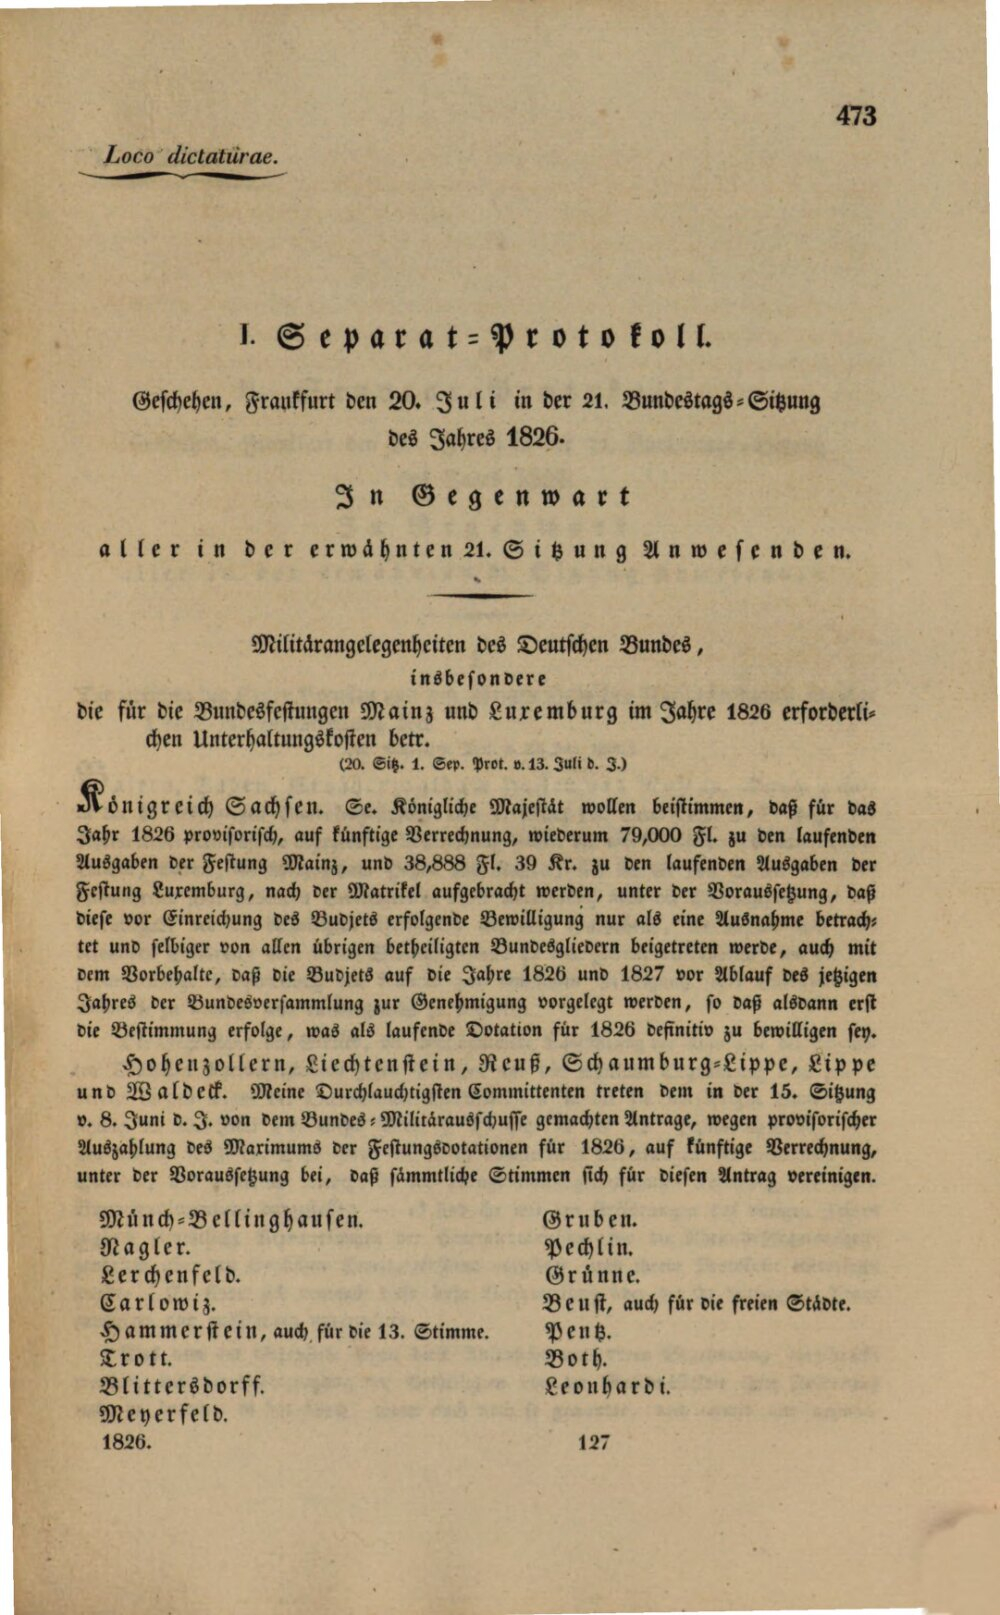 473
Loco dictaturae.
I. Separat=Protokoll.
Geschehen, Frankfurt den 20. Juli in der 21. Bundestags=Sitzung
des Jahres 1826.
In Gegenwart
aller in der erwähnten 21. Sitzung Anwesenden.
Militärangelegenheiten des Deutschen Bundes,
insbesondere
die für die Bundesfestungen Mainz und Luxemburg im Jahre 1826 erforderli=
chen Unterhaltungskosten betr.
(20. Sitz. 1. Sep. Prot. v. 13. Juli d. J.)
Königreich Sachsen. Se. Königliche Majestät wollen beistimmen, daß für das
Jahr 1826 provisorisch, auf künftige Verrechnung, wiederum 79,000 Fl. zu den laufenden
Ausgaben der Festung Mainz, und 38,888 Fl. 39 Kr. zu den laufenden Ausgaben der
Festung Luxemburg, nach der Matrikel aufgebracht werden, unter der Voraussetzung, daß
diese vor Einreichung des Budjets erfolgende Bewilligung nur als eine Ausnahme betrach=
tet und selbiger von allen übrigen betheiligten Bundesgliedern beigetreten werde, auch mit
dem Vorbehalte, daß die Budjets auf die Jahre 1826 und 1827 vor Ablauf des jetzigen
Jahres der Bundesversammlung zur Genehmigung vorgelegt werden, so daß alsdann erst
die Bestimmung erfolge, was als laufende Dotation für 1826 definitiv zu bewilligen sey.
Hohenzollern, Liechtenstein, Reuß, Schaumburg=Lippe, Lippe
und Waldeck. Meine Durchlauchtigsten Committenten treten dem in der 15. Sitzung
v. 8. Juni d. J. von dem Bundes=Militärausschusse gemachten Antrage, wegen provisorischer
Auszahlung des Maximums der Festungsdotationen für 1826, auf künftige Verrechnung,
unter der Voraussetzung bei, daß sämmtliche Stimmen sich für diesen Antrag vereinigen.
Münch=Bellinghausen.
Nagler.
Lerchenfeld.
Carlowiz.
Hammerstein, auch für die 13. Stimme.
Trott.
Blittersdorff.
Meyerfeld.
Gruben.
Pechlin.
Grünne.
Beust, auch für die freien Städte.
Pentz.
Both.
Leonhardi.
1826.
127